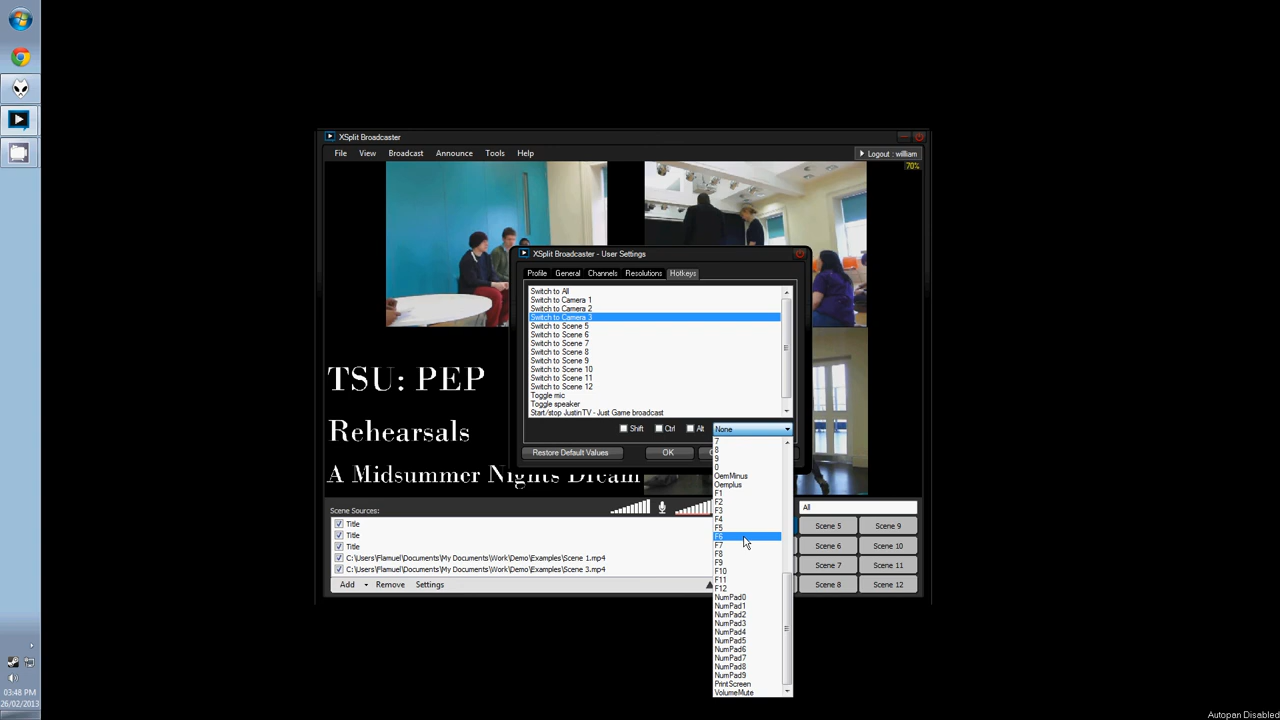 XSplit Broadcaster
File View Broadcast Announce Tools Help
Logout : william
70%
XSplit Broadcaster - User Settings
Profile General Channels Resolutions Hotkeys
Switch to All
Switch to Camera 1
Switch to Camera 2
Switch to Camera 3
Switch to Scene 5
Switch to Scene 6
Switch to Scene 7
Switch to Scene 8
Switch to Scene 9
Switch to Scene 10
Switch to Scene 11
Switch to Scene 12
Toggle mic
Toggle speaker
Start/stop JustinTV - Just Game broadcast
Shift Ctrl Alt None
Restore Default Values OK
7
8
9
0
OemMinus
Oemplus
F1
F2
F3
F4
F5
F6
F7
F8
F9
F10
F11
F12
NumPad0
NumPad1
NumPad2
NumPad3
NumPad4
NumPad5
NumPad6
NumPad7
NumPad8
NumPad9
PrintScreen
VolumeMute
TSU: PEP
Rehearsals
A Midsummer Nights Dream
Scene Sources:
Title
Title
Title
C:\Users\Flamuel\Documents\My Documents\Work\Demo\Examples\Scene 1.mp4
C:\Users\Flamuel\Documents\My Documents\Work\Demo\Examples\Scene 3.mp4
Add Remove Settings
All
Scene 5 Scene 9
Scene 6 Scene 10
Scene 7 Scene 11
Scene 8 Scene 12
03:48 PM
26/02/2013
Autopan Disabled